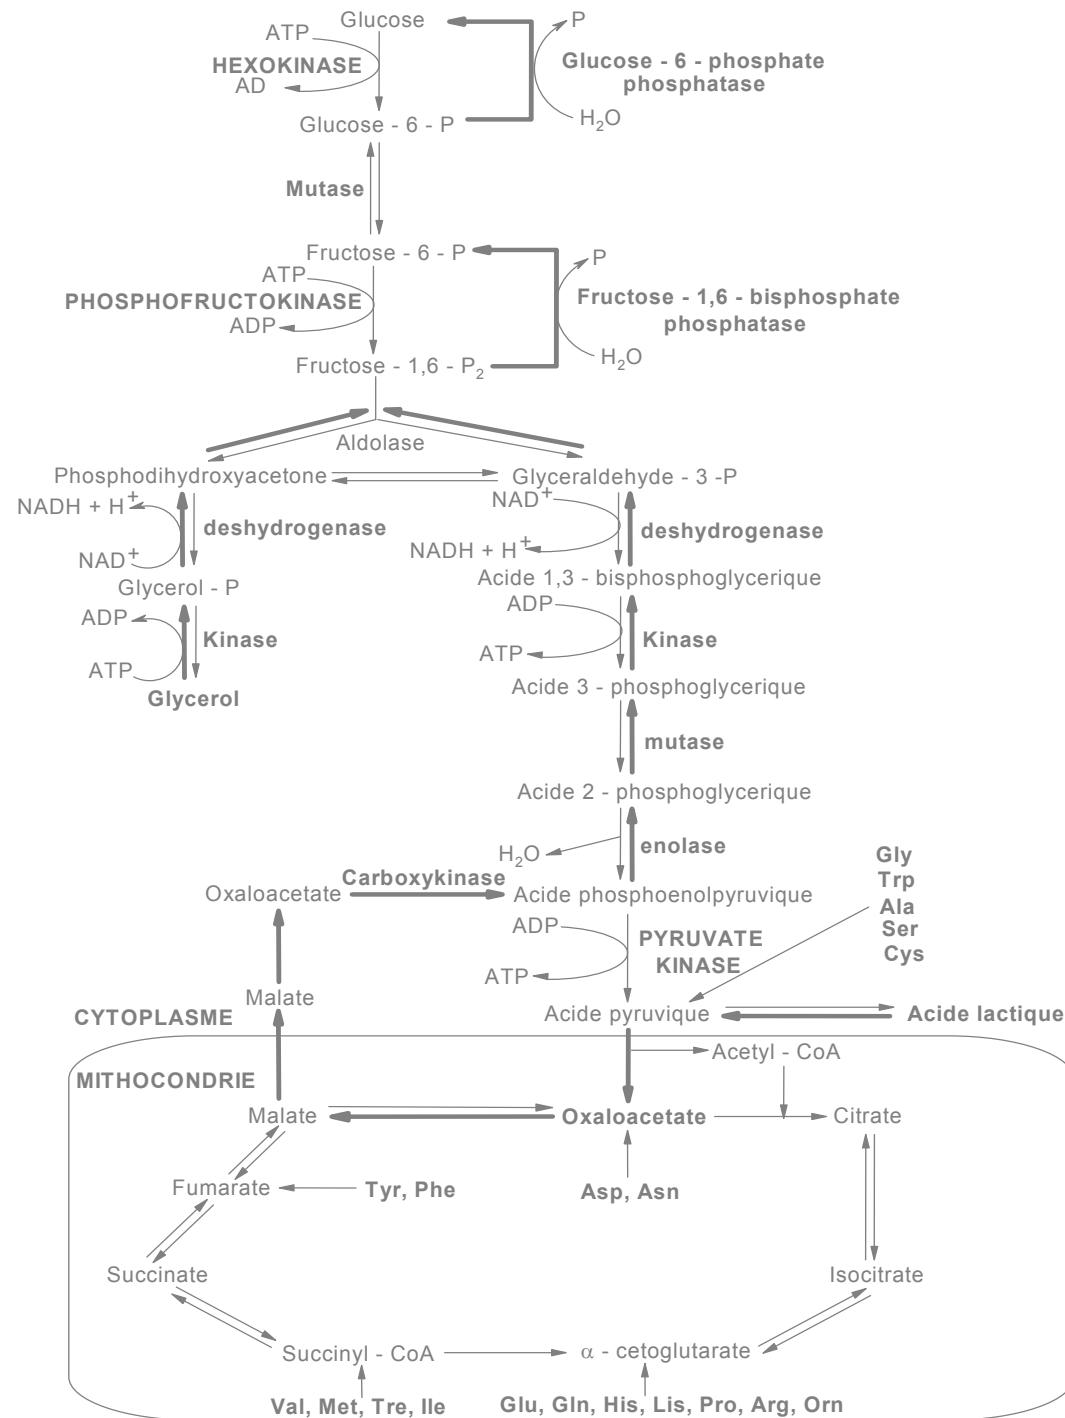 Glucose
ATP
P
HEXOKINASE
Glucose - 6 - phosphate
phosphatase
AD
H2O
Glucose - 6 - P
Mutase
Fructose - 6 - P
ATP
P
PHOSPHOFRUCTOKINASE
Fructose - 1,6 - bisphosphate
phosphatase
ADP
H2O
Fructose - 1,6 - P2
Aldolase
Phosphodihydroxyacetone
Glyceraldehyde - 3 -P
NADH + H+
NAD+
deshydrogenase
deshydrogenase
NAD+
NADH + H+
Glycerol - P
Acide 1,3 - bisphosphoglycerique
ADP
ADP
Kinase
Kinase
ATP
ATP
Glycerol
Acide 3 - phosphoglycerique
mutase
Acide 2 - phosphoglycerique
enolase
H2O
Gly
Trp
Ala
Ser
Cys
Carboxykinase
Oxaloacetate
Acide phosphoenolpyruvique
ADP
PYRUVATE
KINASE
ATP
Malate
CYTOPLASME
Acide pyruvique
Acide lactique
Acetyl - CoA
MITHOCONDRIE
Malate
Oxaloacetate
Citrate
Fumarate
Tyr, Phe
Asp, Asn
Succinate
Isocitrate
Succinyl - CoA
α - cetoglutarate
Val, Met, Tre, Ile
Glu, Gln, His, Lis, Pro, Arg, Orn